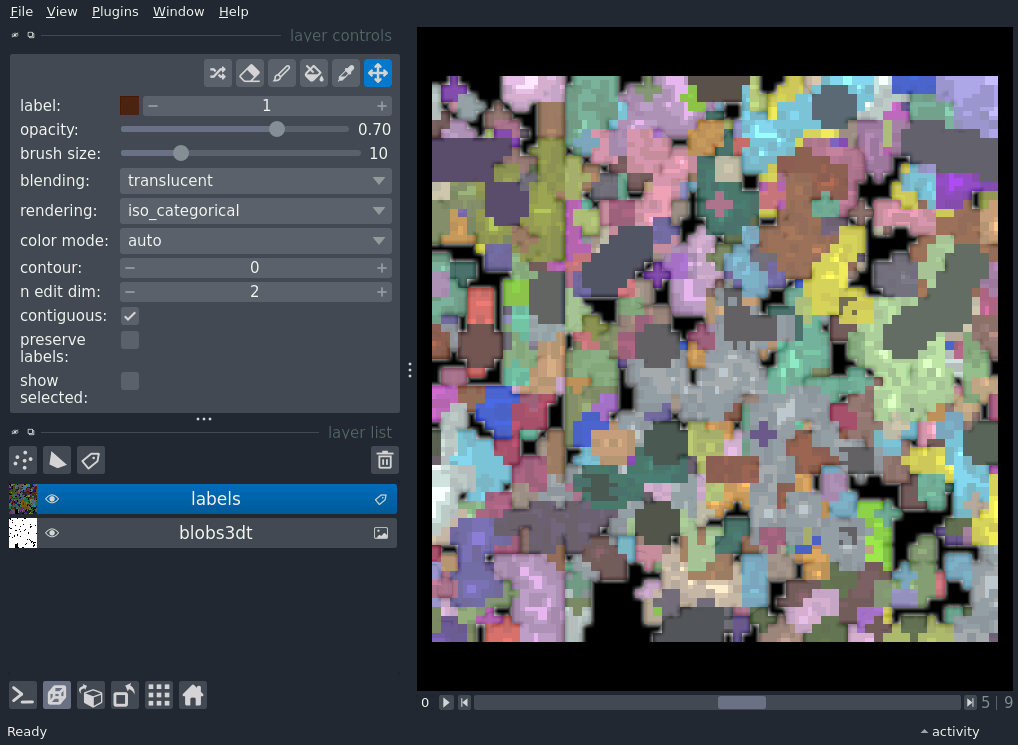 File View Plugins Window Help
layer controls
label: 1
opacity: 0.70
brush size: 10
blending: translucent
rendering: iso_categorical
color mode: auto
contour: 0
n edit dim: 2
contiguous:
preserve
labels:
show
selected:
layer list
labels
blobs3dt
0 5 | 9
Ready activity